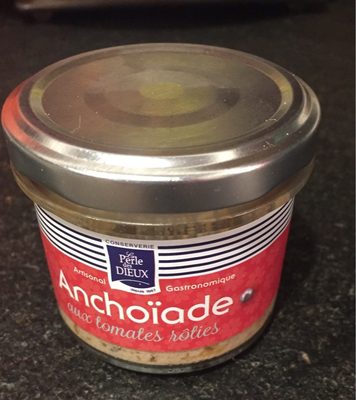 CONSERVERIE
La
Perle
des
DIEUX
Artisanal Gastronomique
Anchoïade
aux tomates rôties